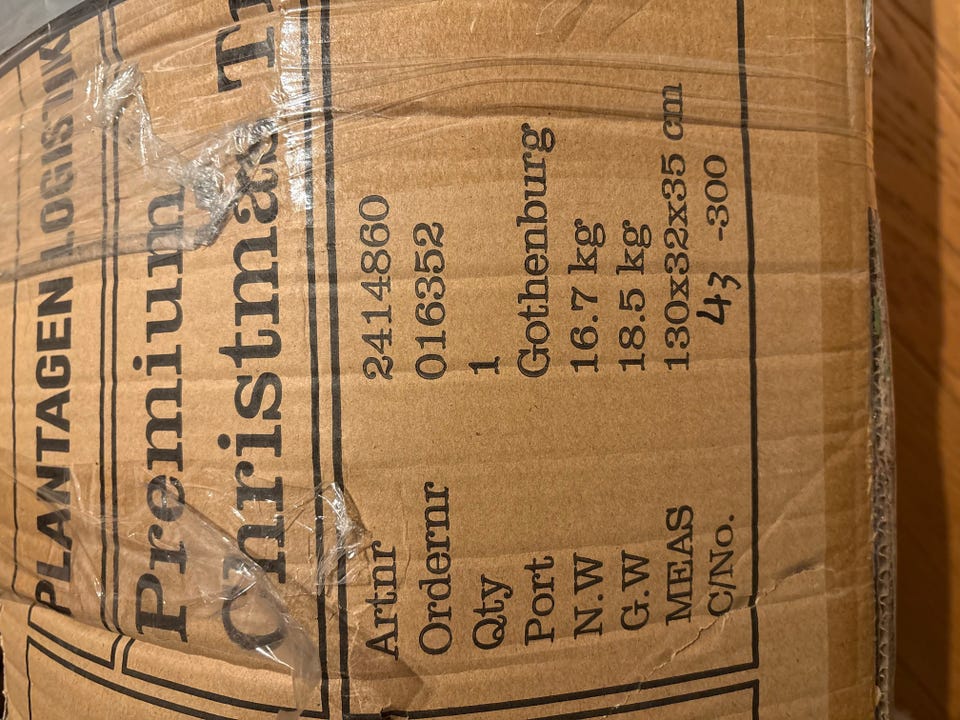 PLANTAGEN LOGISTIK
Premium
Christmas
Artnr 2414860
Ordernr 016352
Qty 1
Port Gothenburg
N.W 16.7 kg
G.W 18.5 kg
MEAS 130x32x35 cm
C/No. 43 -300